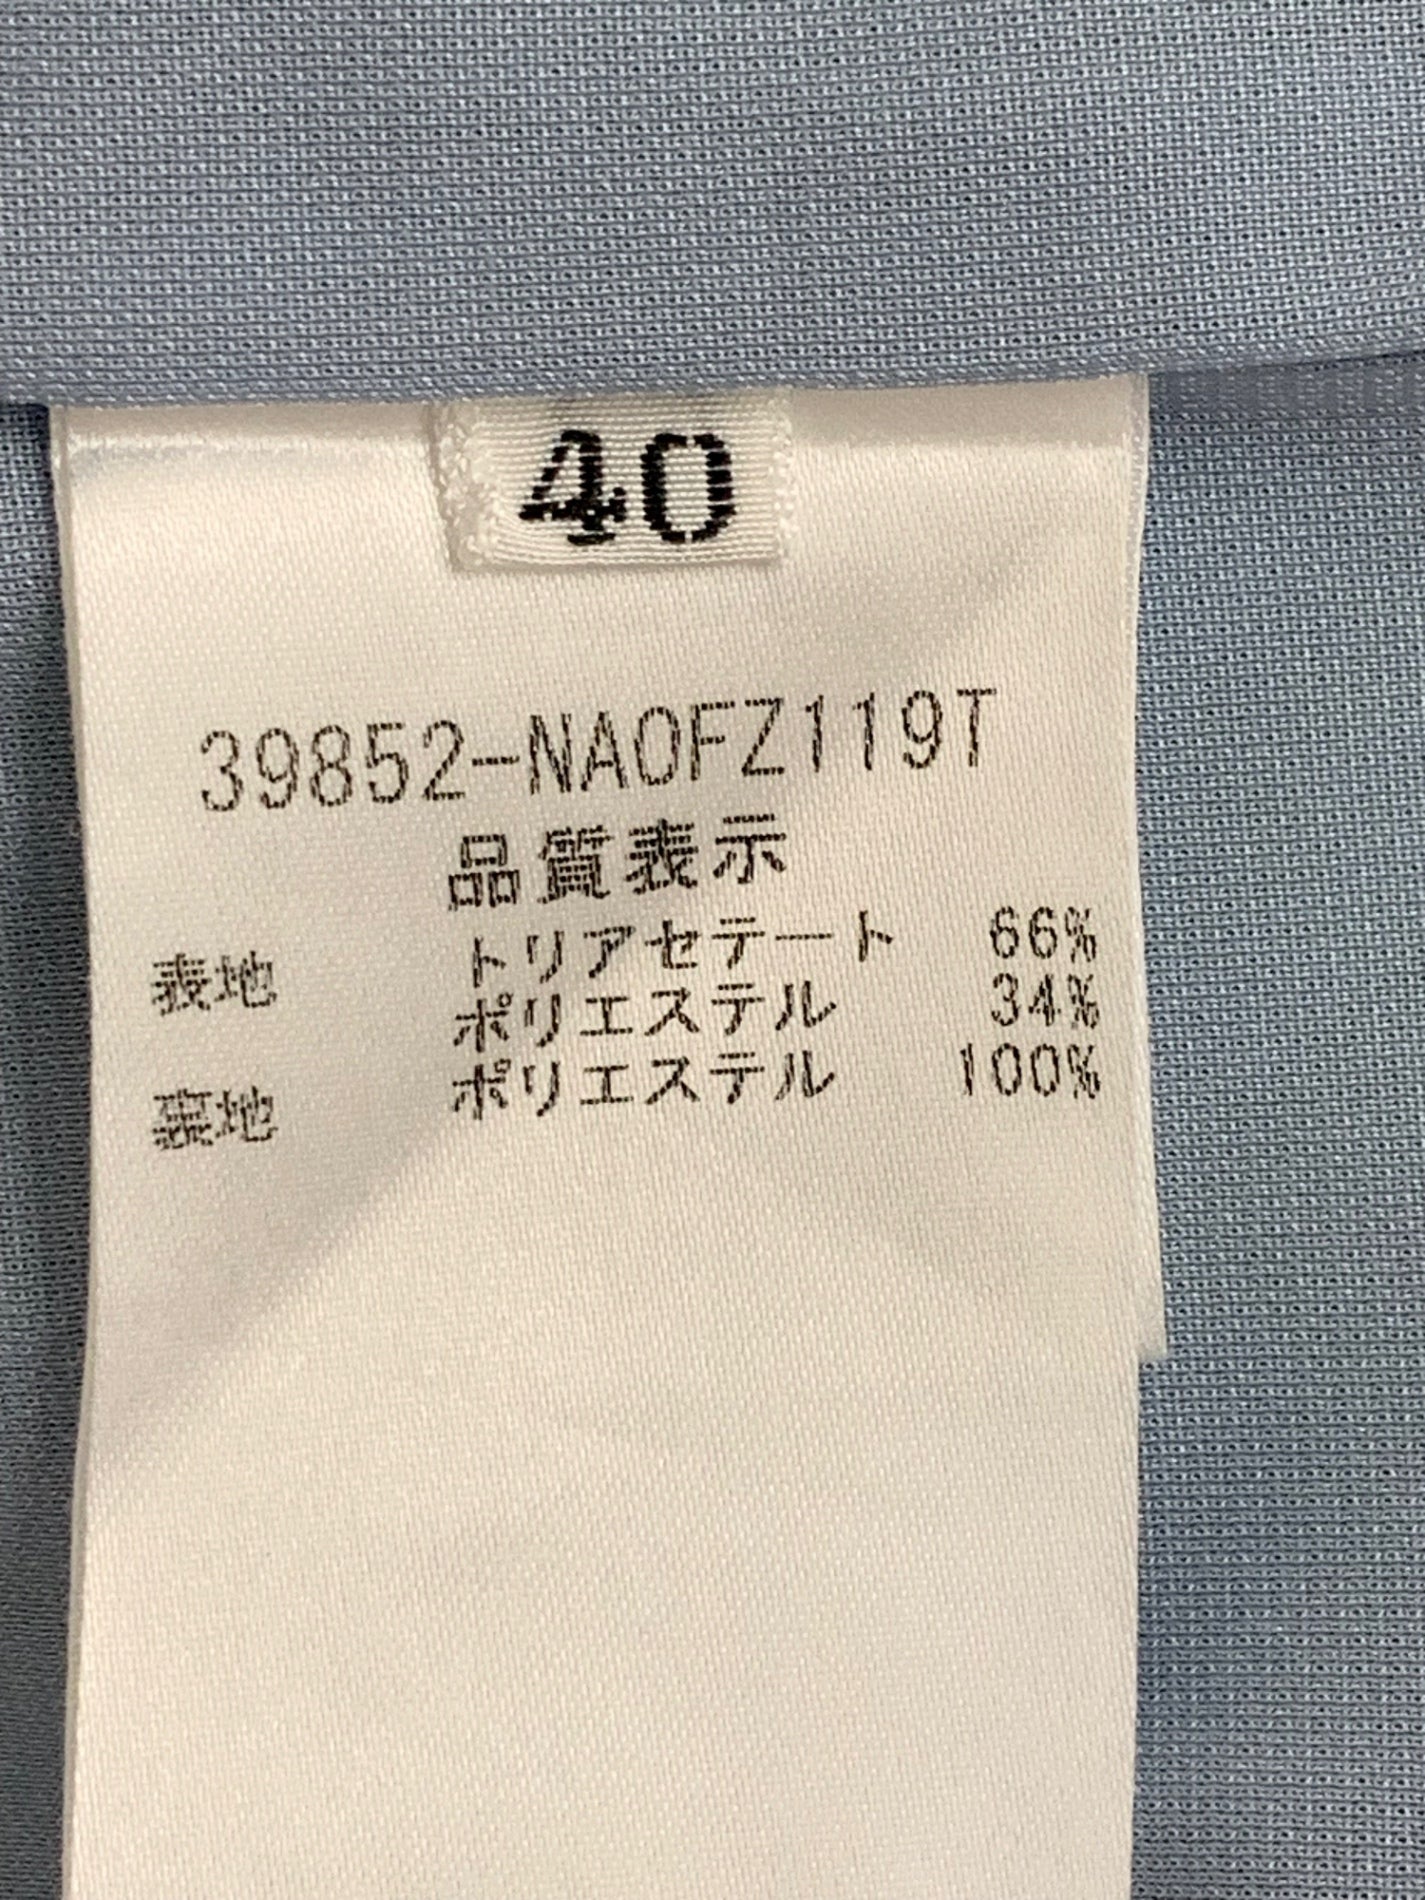 40
39852-NAOFZ119T
品質表示
表地 トリアセテート 66%
ポリエステル 34%
裏地 ポリエステル 100%